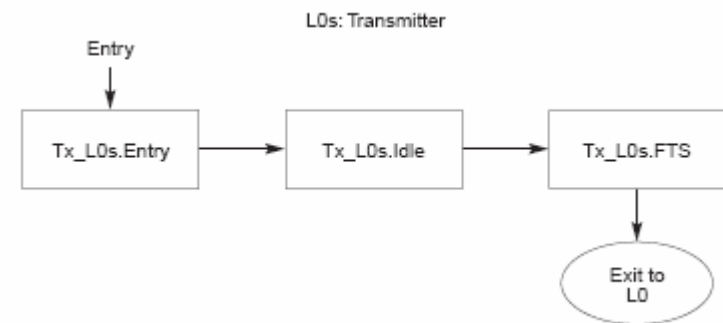 L0s: Transmitter
Entry
Tx_L0s.Entry
Tx_L0s.Idle
Tx_L0s.FTS
Exit to
L0